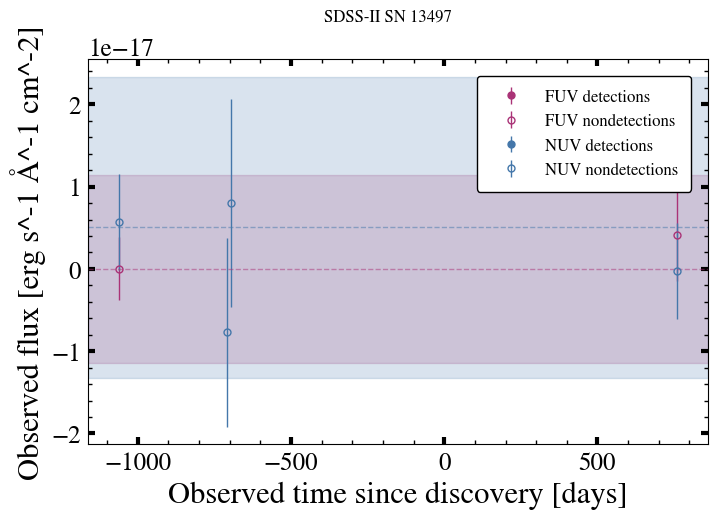 SDSS-II SN 13497
1e−17
Observed flux [erg s^-1 Å^-1 cm^-2]
2
1
0
−1
−2
FUV detections
FUV nondetections
NUV detections
NUV nondetections
−1000 −500 0 500
Observed time since discovery [days]